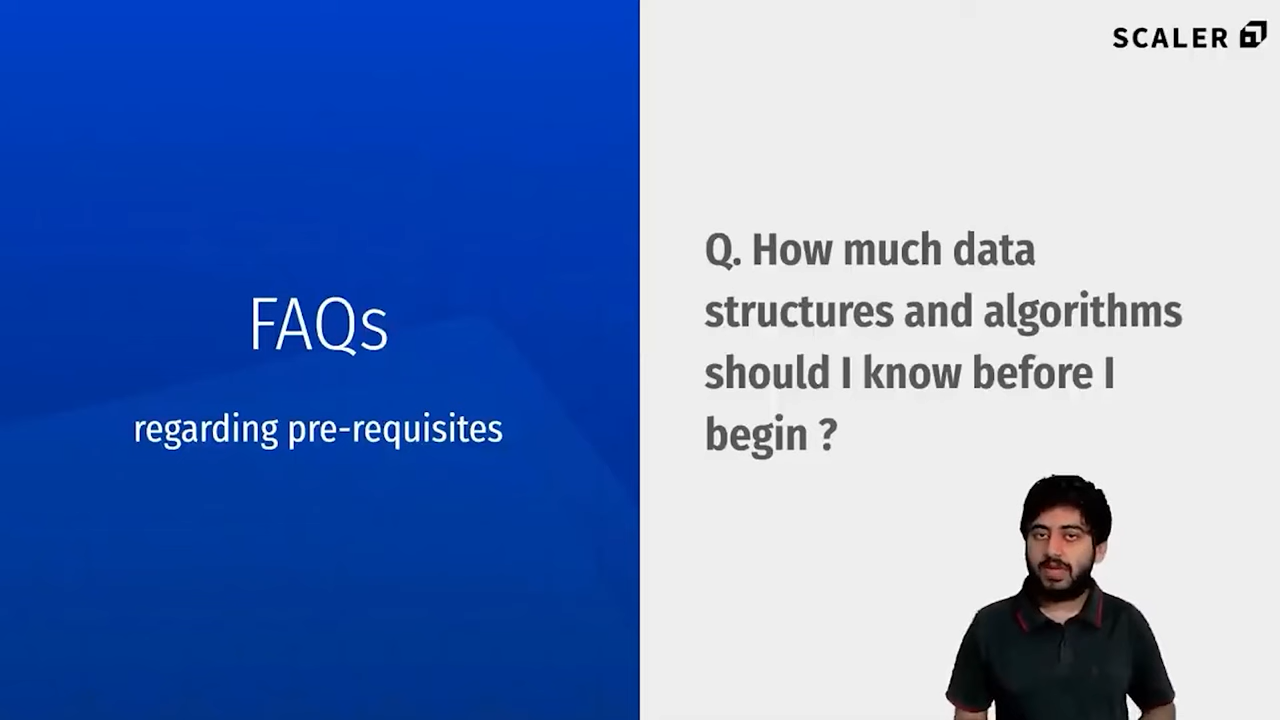 SCALER
FAQs
regarding pre-requisites
Q. How much data
structures and algorithms
should I know before I
begin ?